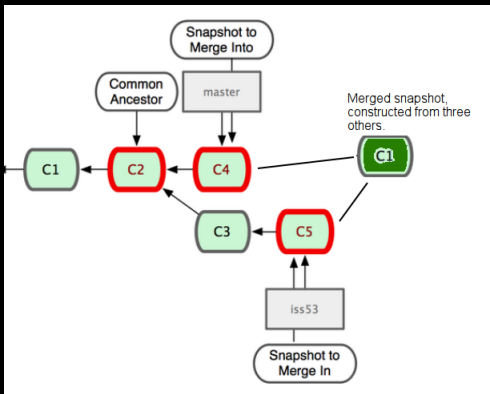 Snapshot to
Merge Into
Common
Ancestor
master
Merged snapshot,
constructed from three
others.
C1
C2
C4
C1
C3
C5
iss53
Snapshot to
Merge In